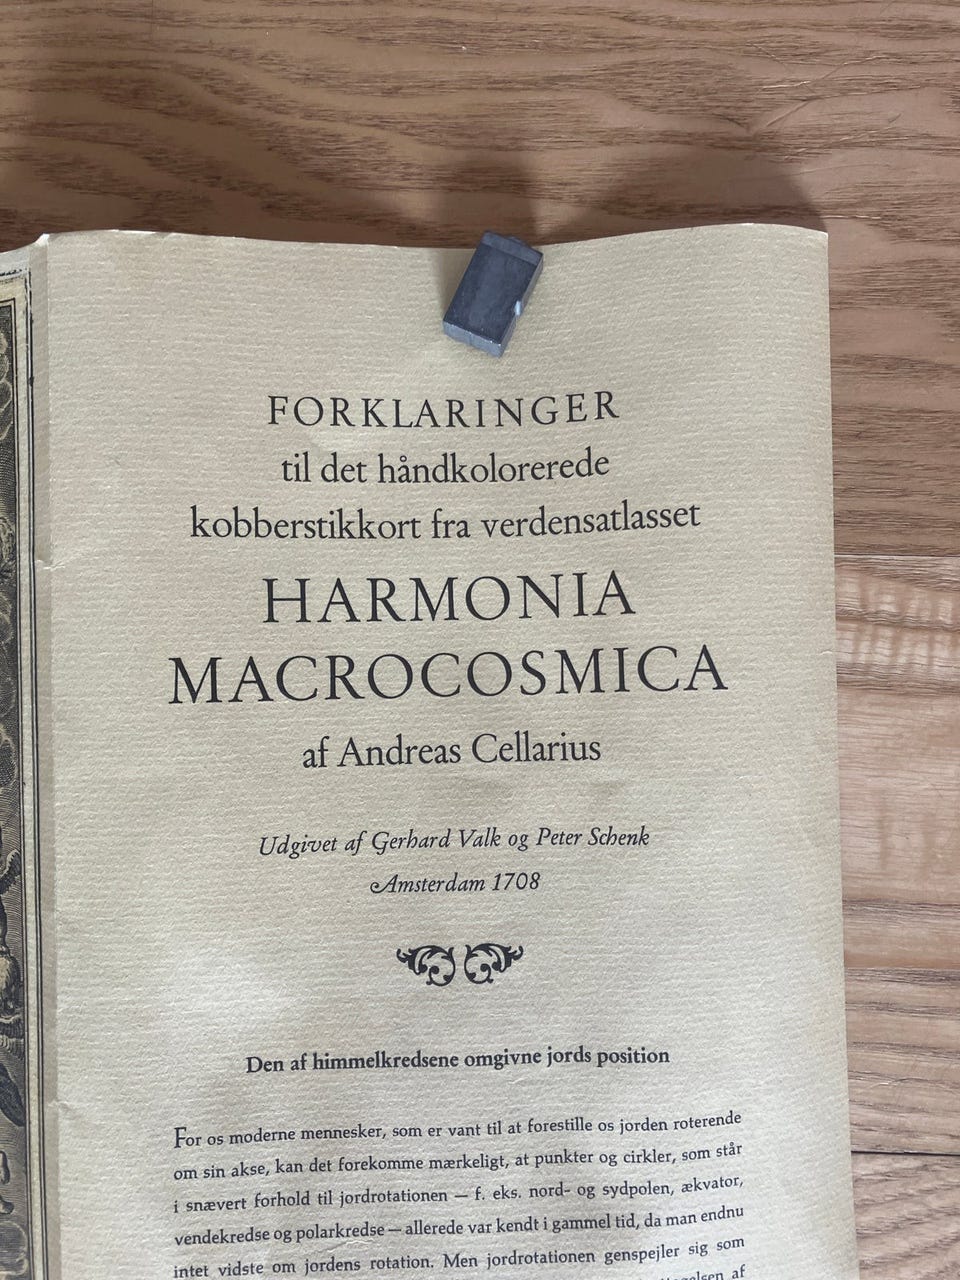 FORKLARINGER
til det håndkolorerede
kobberstikkort fra verdensatlasset
HARMONIA
MACROCOSMICA
af Andreas Cellarius
Udgivet af Gerhard Valk og Peter Schenk
Amsterdam 1708
Den af himmelkredsene omgivne jords position
For os moderne mennesker, som er vant til at forestille os jorden roterende
om sin akse, kan det forekomme mærkeligt, at punkter og cirkler, som står
i snævert forhold til jordrotationen — f. eks. nord- og sydpolen, ækvator,
vendekredse og polarkredse — allerede var kendt i gammel tid, da man endnu
intet vidste om jordens rotation. Men jordrotationen genspejler sig som
af